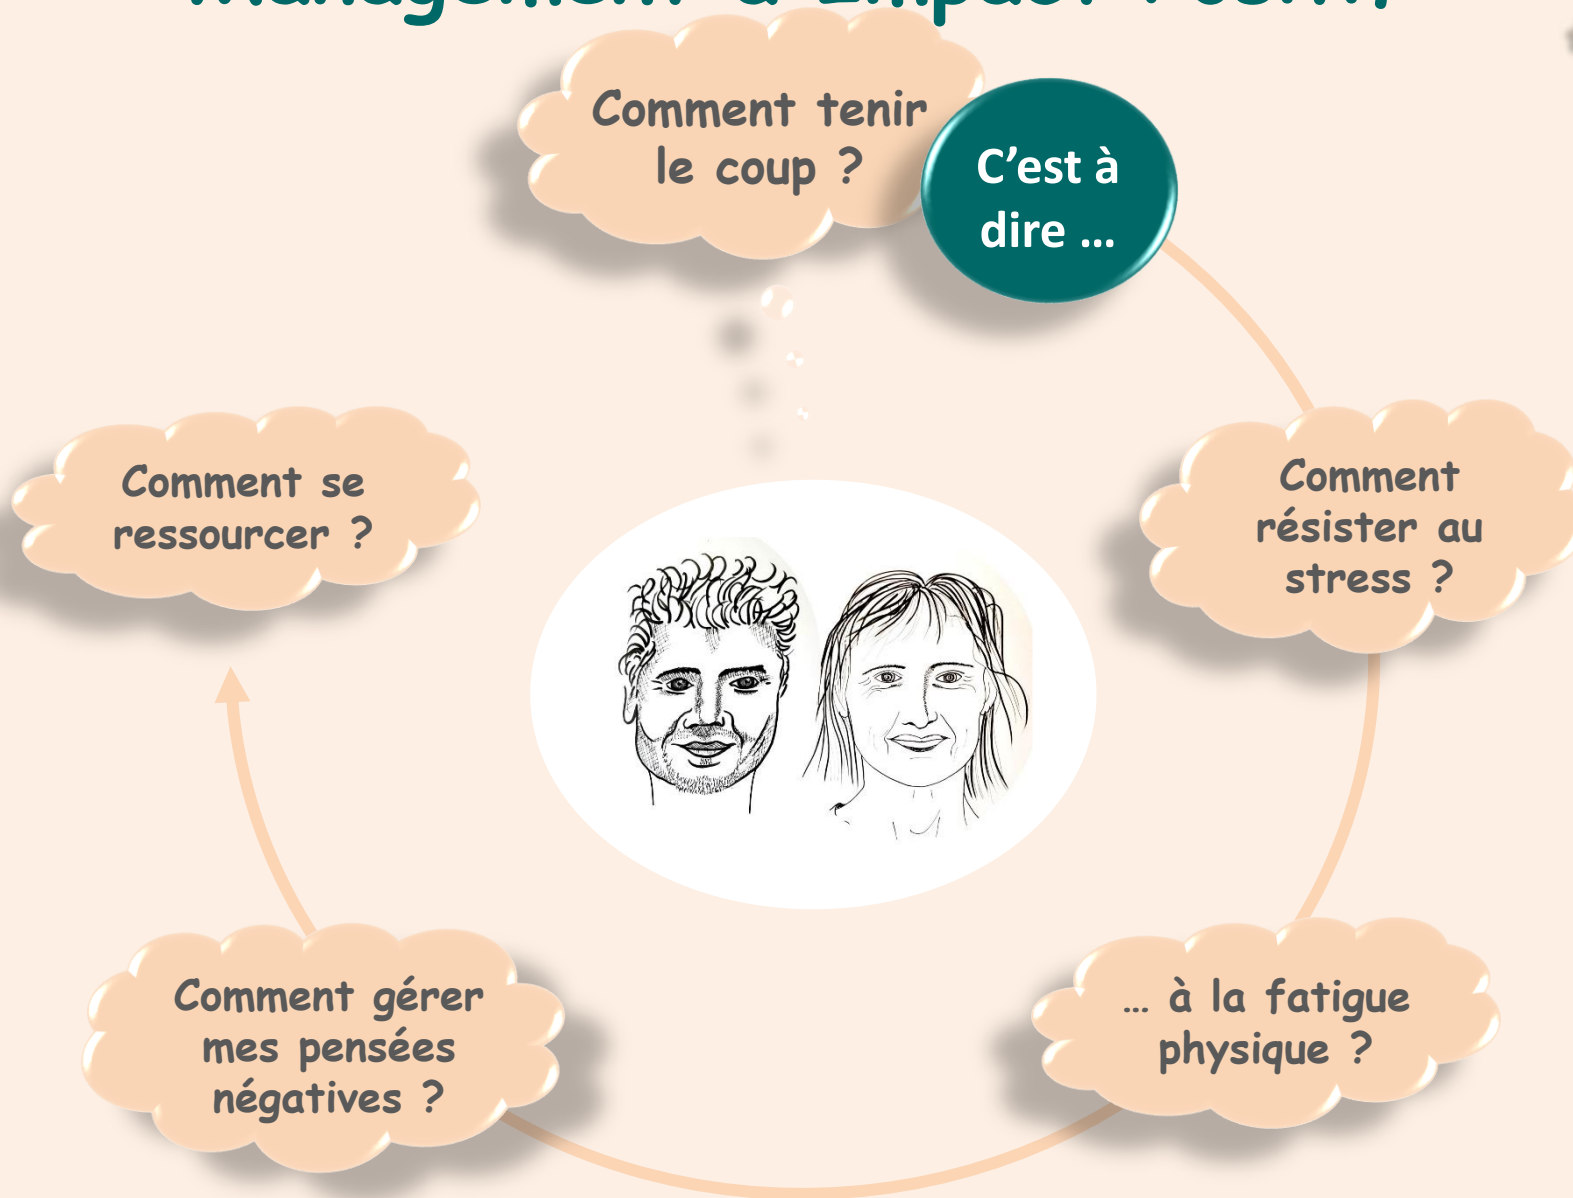 Comment tenir
le coup ?
C’est à
dire …
Comment
résister au
stress ?
… à la fatigue
physique ?
Comment gérer
mes pensées
négatives ?
Comment se
ressourcer ?